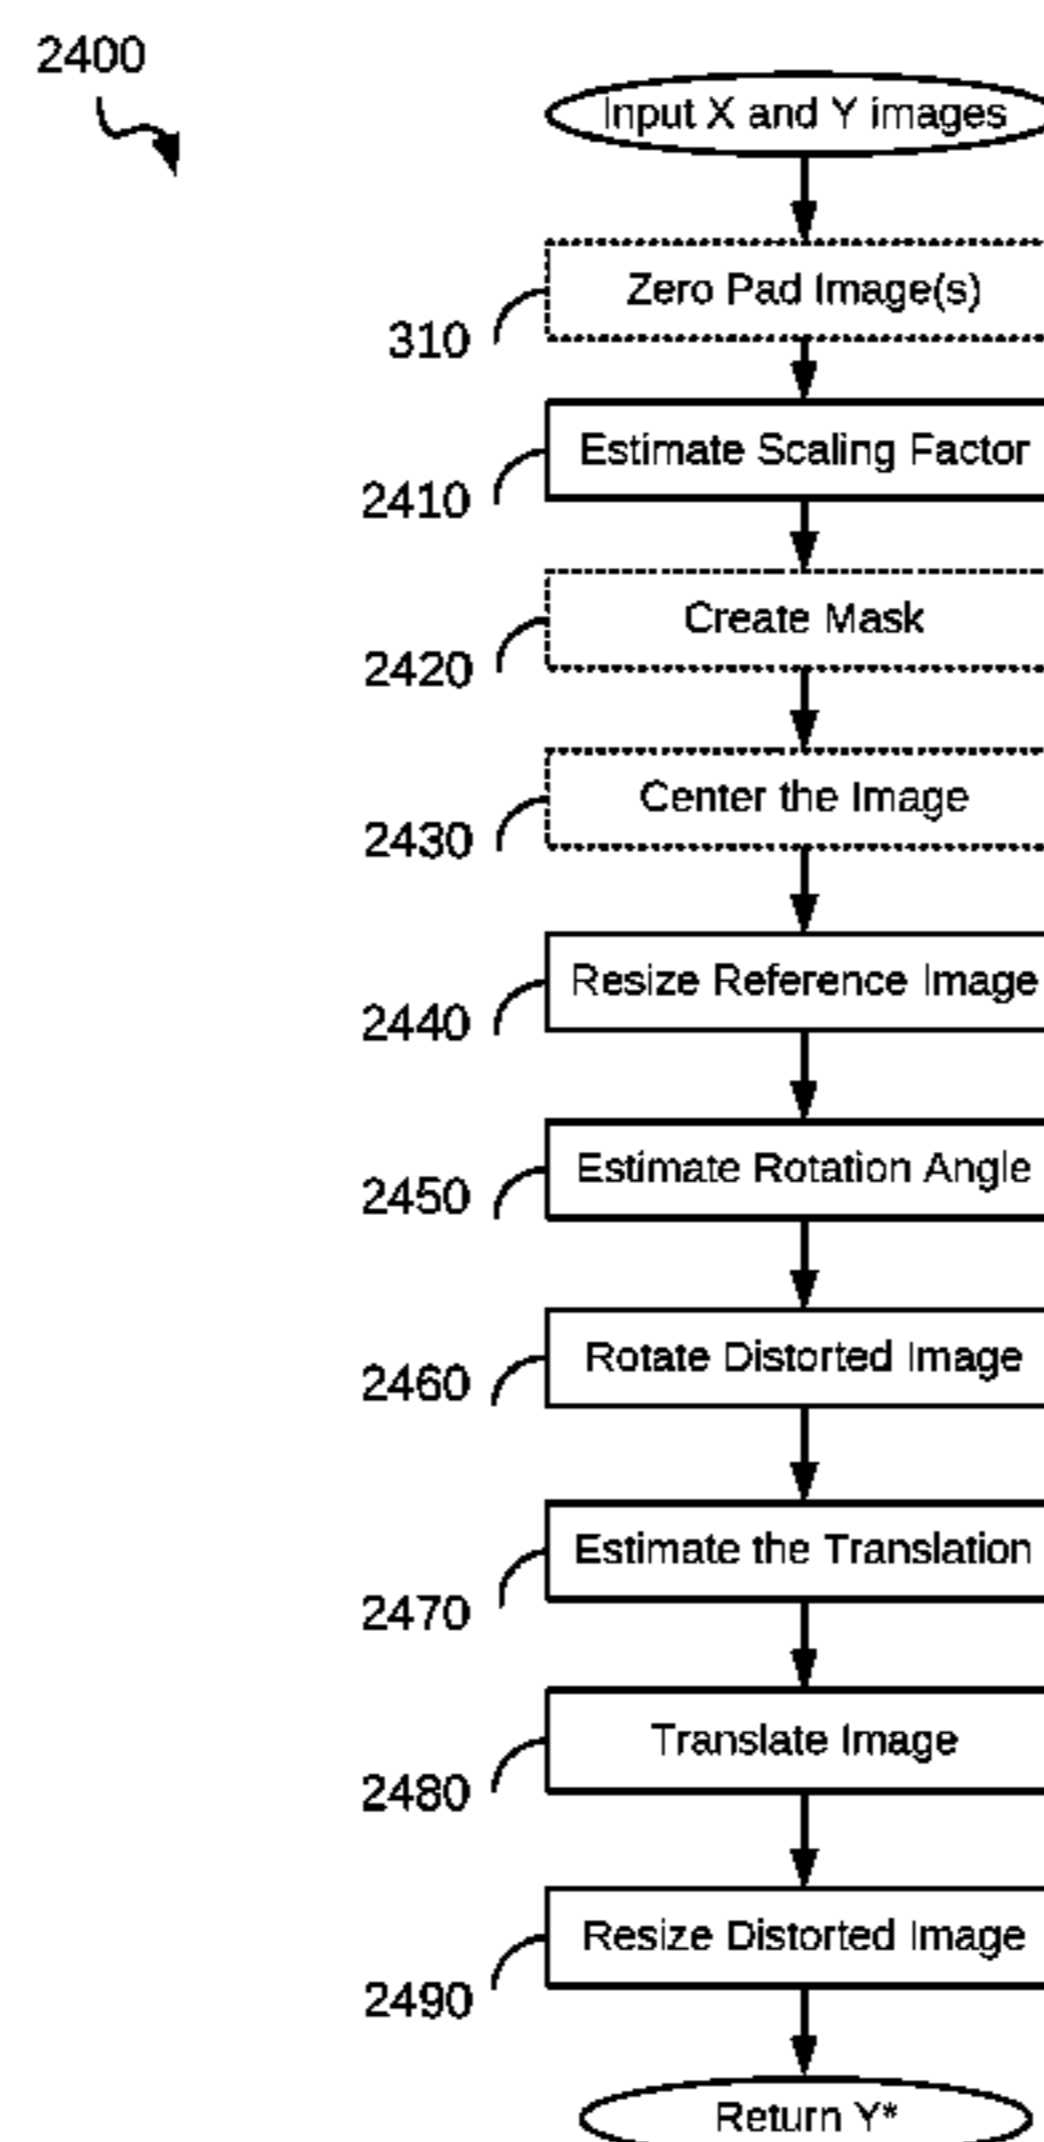 2400
Input X and Y images
Zero Pad Image(s)
310
Estimate Scaling Factor
2410
Create Mask
2420
Center the Image
2430
Resize Reference Image
2440
Estimate Rotation Angle
2450
Rotate Distorted Image
2460
Estimate the Translation
2470
Translate Image
2480
Resize Distorted Image
2490
Return Y*